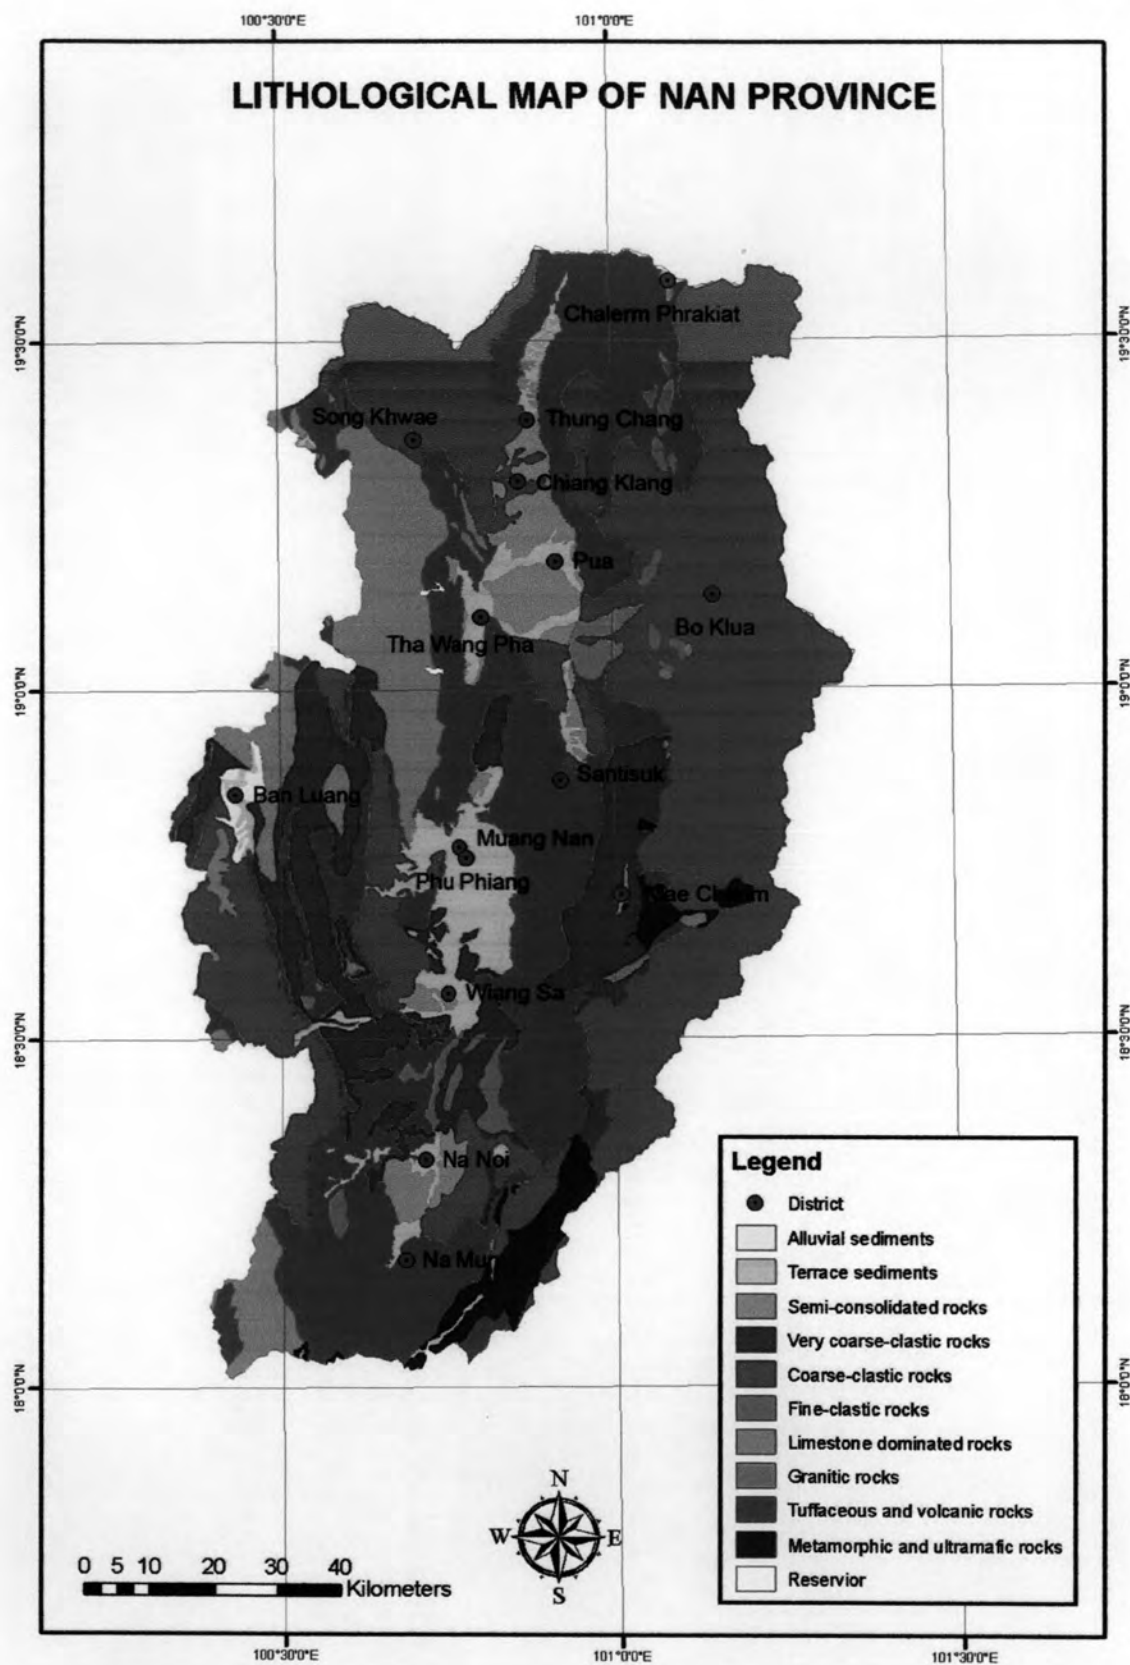 100°30'0"E
101°0'0"E
LITHOLOGICAL MAP OF NAN PROVINCE
19°30'0"N
19°30'0"N
Chalerm Phrakiat
Song Khwae
Thung Chang
Chiang Klang
Pua
Bo Klua
Tha Wang Pha
19°0'0"N
19°0'0"N
Santisuk
Ban Luang
Muang Nan
Phu Phiang
Mae Charim
Wiang Sa
18°30'0"N
18°30'0"N
Na Noi
Na Mun
18°0'0"N
18°0'0"N
Legend
District
Alluvial sediments
Terrace sediments
Semi-consolidated rocks
Very coarse-clastic rocks
Coarse-clastic rocks
Fine-clastic rocks
Limestone dominated rocks
Granitic rocks
Tuffaceous and volcanic rocks
Metamorphic and ultramafic rocks
Reservior
N
W E
S
0 5 10 20 30 40
Kilometers
100°30'0"E
101°0'0"E
101°30'0"E